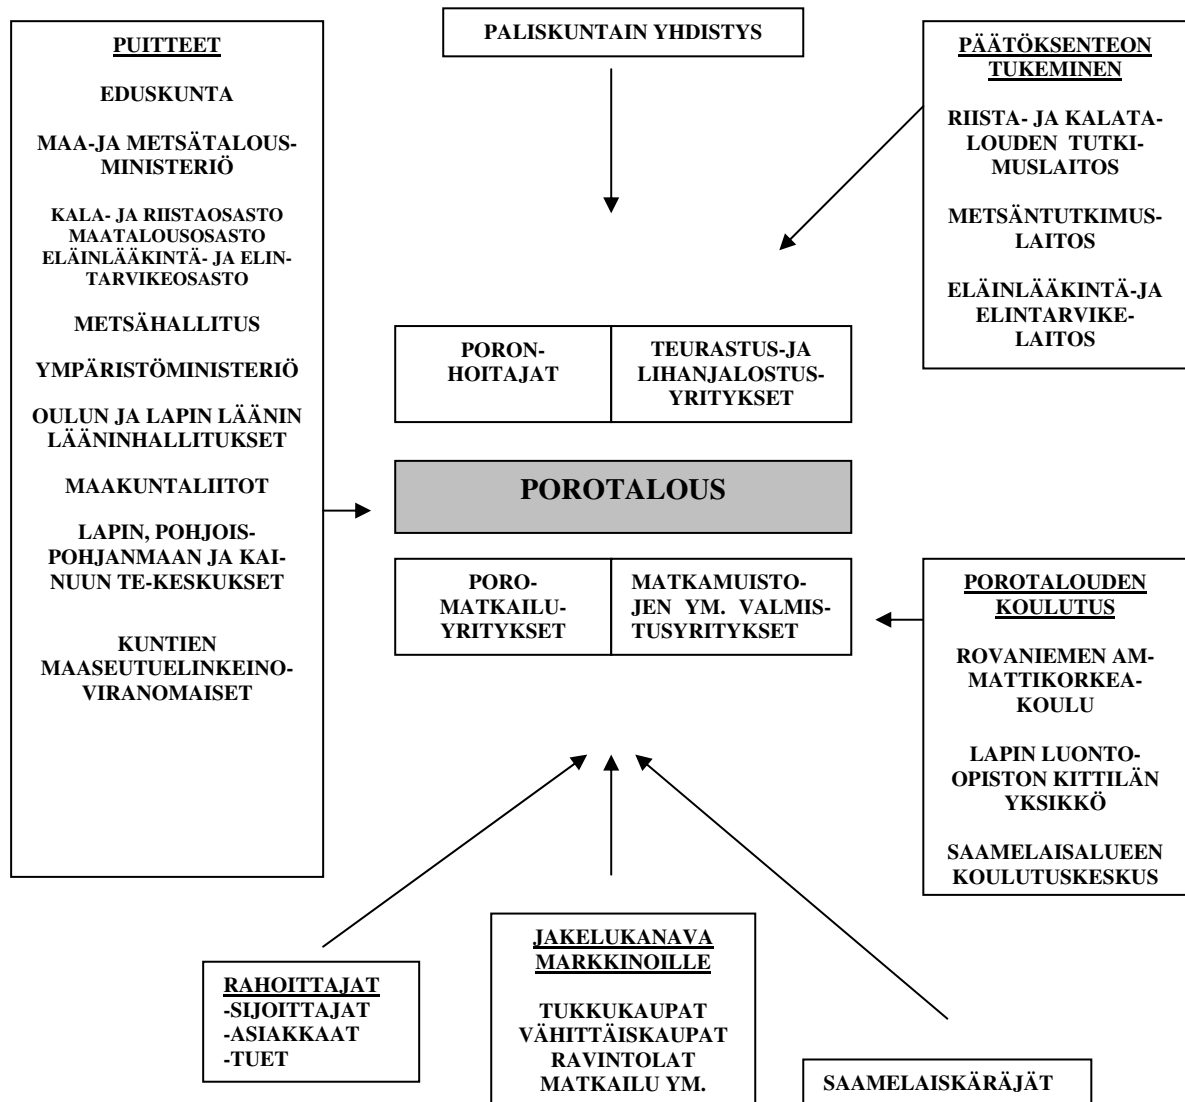 PUITTEET
EDUSKUNTA
MAA-JA METSÄTALOUS-
MINISTERIÖ
KALA- JA RIISTAOSASTO
MAATALOUSOSASTO
ELÄINLÄÄKINTÄ- JA ELIN-
TARVIKEOSASTO
METSÄHALLITUS
YMPÄRISTÖMINISTERIÖ
OULUN JA LAPIN LÄÄNIN
LÄÄNINHALLITUKSET
MAAKUNTALIITOT
LAPIN, POHJOIS-
POHJANMAAN JA KAI-
NUUN TE-KESKUKSET
KUNTIEN
MAASEUTUELINKEINO-
VIRANOMAISET
PALISKUNTAIN YHDISTYS
PÄÄTÖKSENTEON
TUKEMINEN
RIISTA- JA KALATA-
LOUDEN TUTKI-
MUSLAITOS
METSÄNTUTKIMUS-
LAITOS
ELÄINLÄÄKINTÄ-JA
ELINTARVIKE-
LAITOS
PORON-
HOITAJAT
TEURASTUS-JA
LIHANJALOSTUS-
YRITYKSET
POROTALOUS
PORO-
MATKAILU-
YRITYKSET
MATKAMUISTO-
JEN YM. VALMIS-
TUSYRITYKSET
POROTALOUDEN
KOULUTUS
ROVANIEMEN AM-
MATTIKORKEA-
KOULU
LAPIN LUONTO-
OPISTON KITTILÄN
YKSIKKÖ
SAAMELAISALUEEN
KOULUTUSKESKUS
RAHOITTAJAT
-SIJOITTAJAT
-ASIAKKAAT
-TUET
JAKELUKANAVA
MARKKINOILLE
TUKKUKAUPAT
VÄHITTÄISKAUPAT
RAVINTOLAT
MATKAILU YM.
SAAMELAISKÄRÄJÄT